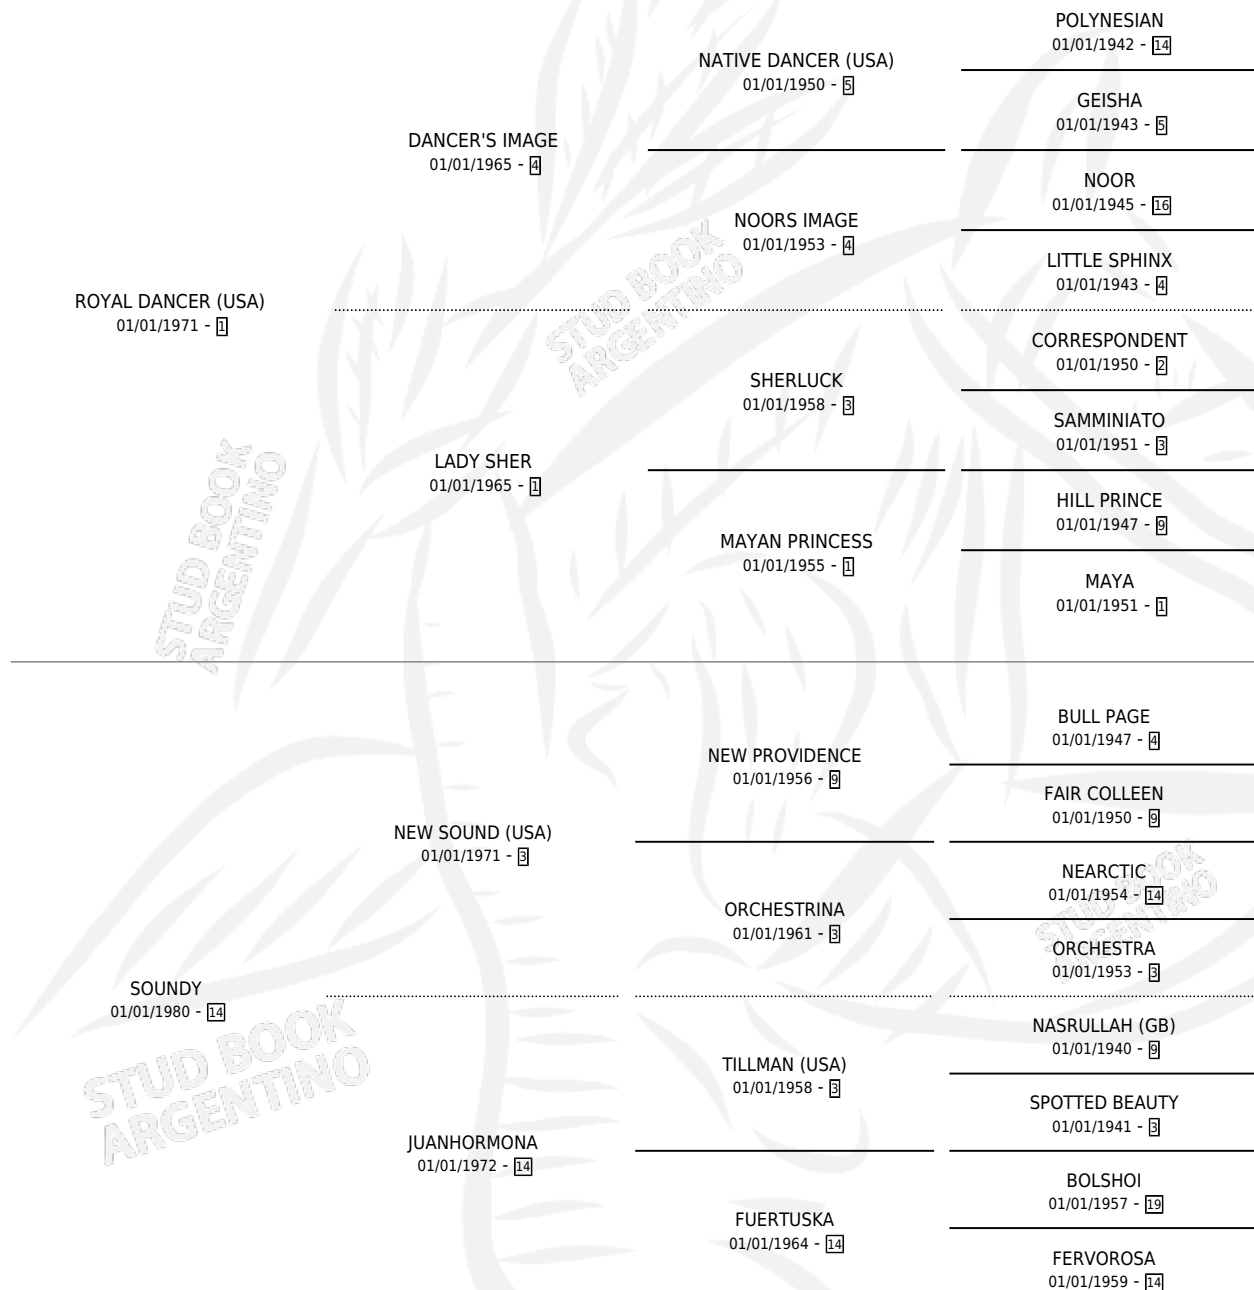 POLYNESIAN
01/01/1942 - 14
NATIVE DANCER (USA)
01/01/1950 - 5
GEISHA
01/01/1943 - 5
DANCER'S IMAGE
01/01/1965 - 4
NOOR
01/01/1945 - 16
NOORS IMAGE
01/01/1953 - 4
LITTLE SPHINX
01/01/1943 - 4
ROYAL DANCER (USA)
01/01/1971 - 1
CORRESPONDENT
01/01/1950 - 2
SHERLUCK
01/01/1958 - 3
SAMMINIATO
01/01/1951 - 3
LADY SHER
01/01/1965 - 1
HILL PRINCE
01/01/1947 - 9
MAYAN PRINCESS
01/01/1955 - 1
MAYA
01/01/1951 - 1
STUD BOOK
ARGENTINO
STUD BOOK
ARGENTINO
BULL PAGE
01/01/1947 - 4
NEW PROVIDENCE
01/01/1956 - 9
FAIR COLLEEN
01/01/1950 - 9
NEW SOUND (USA)
01/01/1971 - 3
NEARCTIC
01/01/1954 - 14
ORCHESTRINA
01/01/1961 - 3
ORCHESTRA
01/01/1953 - 3
SOUNDY
01/01/1980 - 14
NASRULLAH (GB)
01/01/1940 - 9
TILLMAN (USA)
01/01/1958 - 3
SPOTTED BEAUTY
01/01/1941 - 3
JUANHORMONA
01/01/1972 - 14
BOLSHOI
01/01/1957 - 19
FUERTUSKA
01/01/1964 - 14
FERVOROSA
01/01/1959 - 14
STUD BOOK
ARGENTINO
STUD BOOK
ARGENTINO